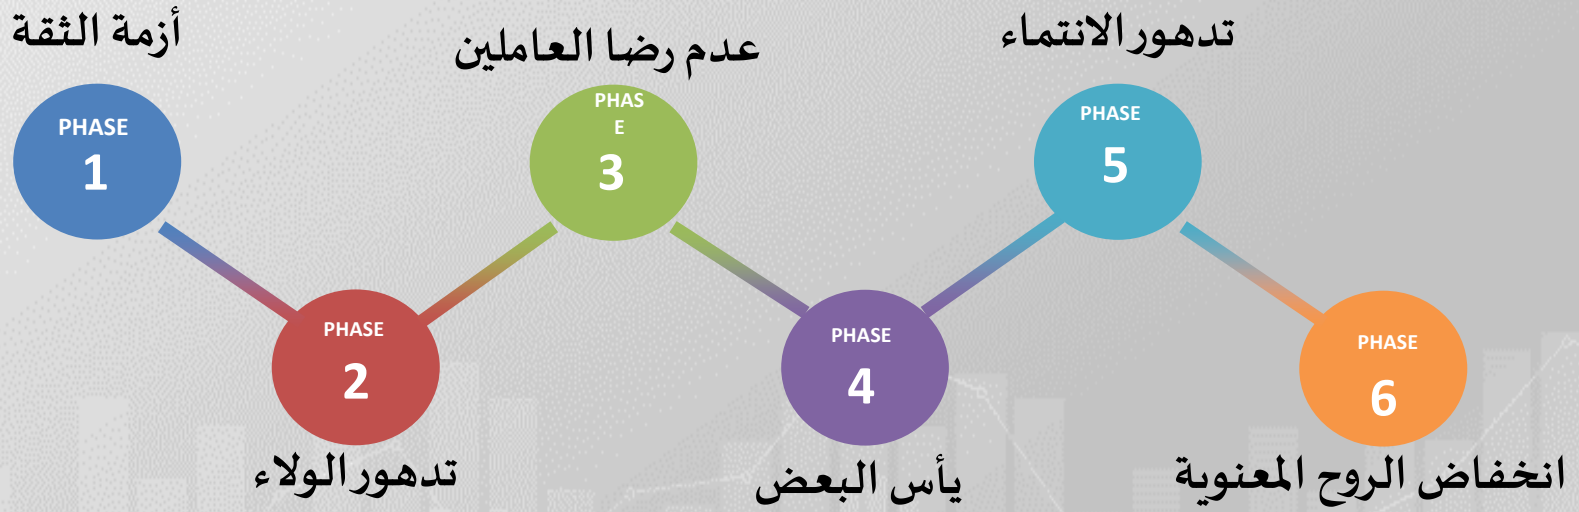 أزمة الثقة
PHASE
1
PHASE
2
تدهور الولاء
عدم رضا العاملين
PHAS
E
3
PHASE
4
يأس البعض
تدهور الانتماء
PHASE
5
PHASE
6
انخفاض الروح المعنوية